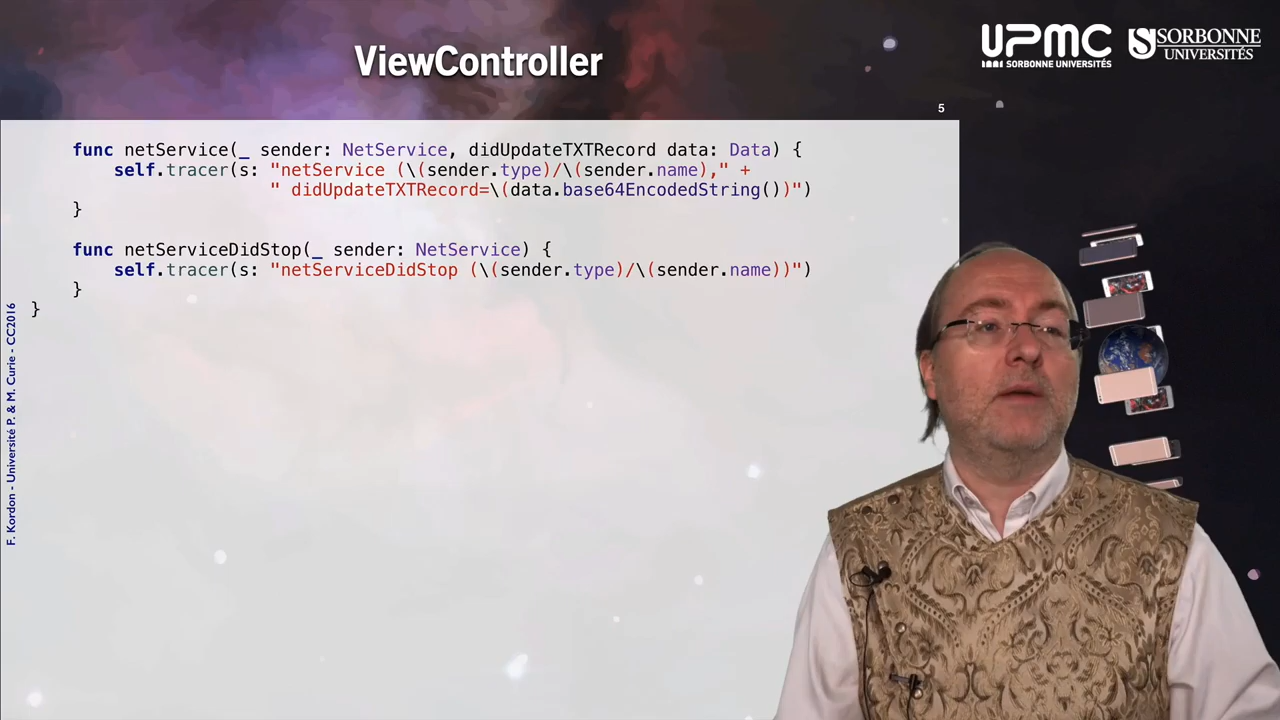 ViewController
UPMC
SORBONNE UNIVERSITÉS
SORBONNE
UNIVERSITÉS
5
func netService(_ sender: NetService, didUpdateTXTRecord data: Data) {
self.tracer(s: "netService (\(sender.type)/\(sender.name)," +
" didUpdateTXTRecord=\(data.base64EncodedString())")
}
func netServiceDidStop(_ sender: NetService) {
self.tracer(s: "netServiceDidStop (\(sender.type)/\(sender.name))")
}
}
F. Kordon - Université P. & M. Curie - CC2016